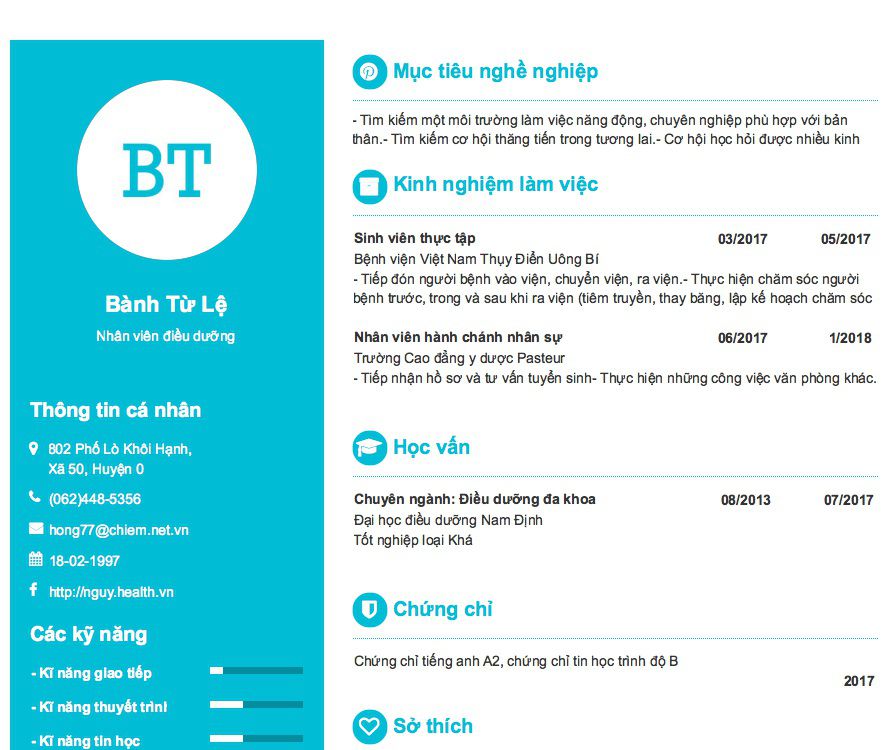 BT
Bành Từ Lệ
Nhân viên điều dưỡng
Thông tin cá nhân
802 Phố Lò Khôi Hạnh,
Xã 50, Huyện 0
(062)448-5356
hong77@chiem.net.vn
18-02-1997
http://nguy.health.vn
Các kỹ năng
- Kĩ năng giao tiếp
- Kĩ năng thuyết trình
- Kĩ năng tin học
Mục tiêu nghề nghiệp
- Tìm kiếm một môi trường làm việc năng động, chuyên nghiệp phù hợp với bản
thân.- Tìm kiếm cơ hội thăng tiến trong tương lai.- Cơ hội học hỏi được nhiều kinh
Kinh nghiệm làm việc
Sinh viên thực tập 03/2017 05/2017
Bệnh viện Việt Nam Thụy Điển Uông Bí
- Tiếp đón người bệnh vào viện, chuyển viện, ra viện.- Thực hiện chăm sóc người
bệnh trước, trong và sau khi ra viện (tiêm truyền, thay băng, lập kế hoạch chăm sóc
Nhân viên hành chánh nhân sự 06/2017 1/2018
Trường Cao đẳng y dược Pasteur
- Tiếp nhận hồ sơ và tư vấn tuyển sinh- Thực hiện những công việc văn phòng khác.
Học vấn
Chuyên ngành: Điều dưỡng đa khoa 08/2013 07/2017
Đại học điều dưỡng Nam Định
Tốt nghiệp loại Khá
Chứng chỉ
Chứng chỉ tiếng anh A2, chứng chỉ tin học trình độ B
2017
Sở thích